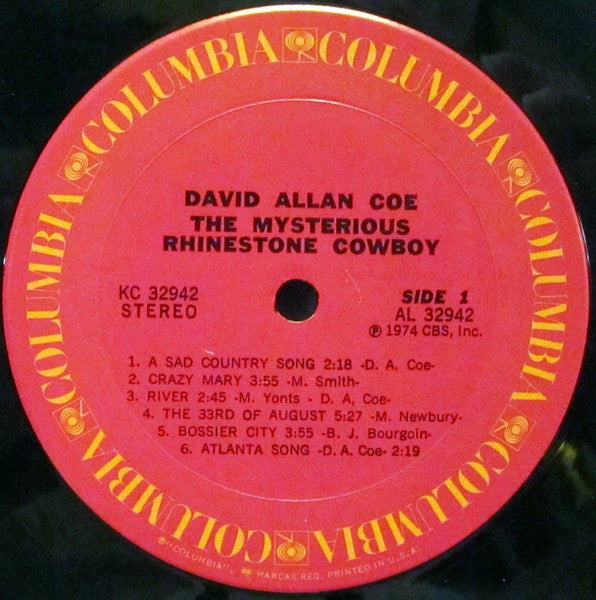 COLUMBIA COLUMBIA COLUMBIA COLUMBIA COLUMBIA COLUMBIA
DAVID ALLAN COE
THE MYSTERIOUS
RHINESTONE COWBOY
KC 32942
STEREO
SIDE 1
AL 32942
Ⓟ 1974 CBS, Inc.
1. A SAD COUNTRY SONG 2:18 -D. A. Coe-
2. CRAZY MARY 3:55 -M. Smith-
3. RIVER 2:45 -M. Yonts - D. A, Coe-
4. THE 33RD OF AUGUST 5:27 -M. Newbury-
5. BOSSIER CITY 3:55 -B. J. Bourgoin-
6. ATLANTA SONG -D. A. Coe- 2:19
® "COLUMBIA", MARCAS REG. PRINTED IN U.S.A.